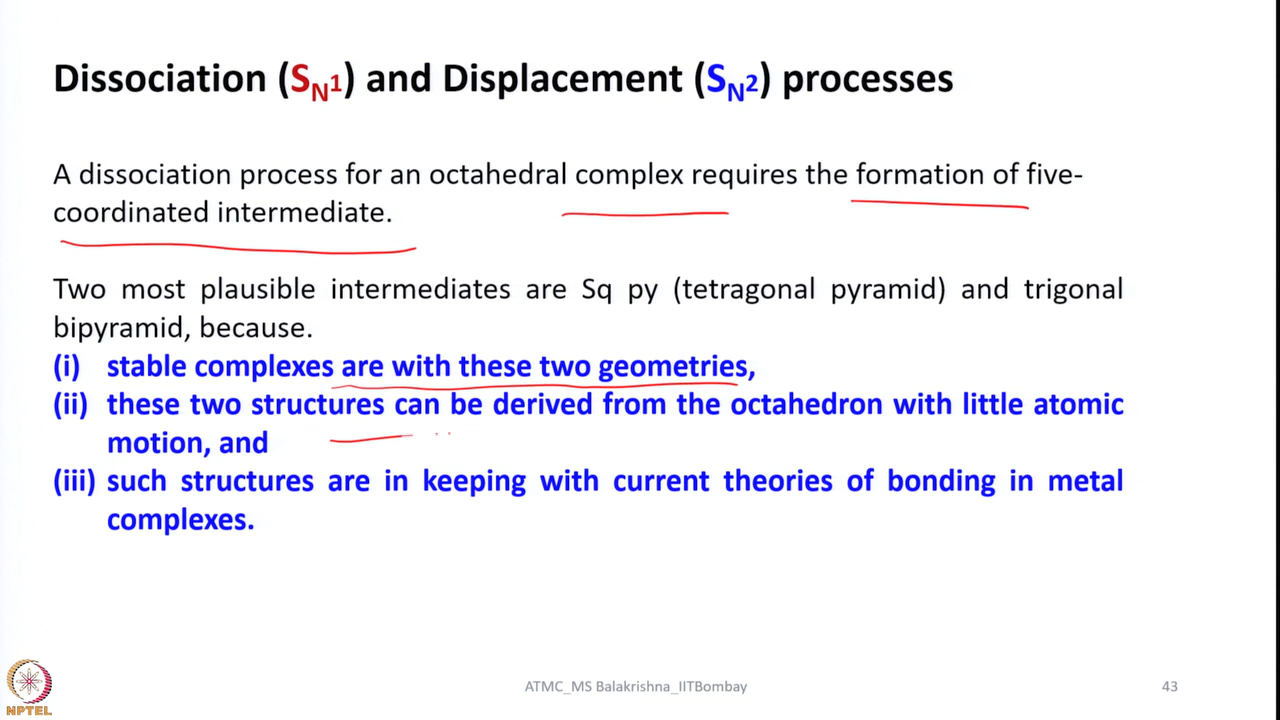 Dissociation (SN1) and Displacement (SN2) processes
A dissociation process for an octahedral complex requires the formation of five-
coordinated intermediate.
Two most plausible intermediates are Sq py (tetragonal pyramid) and trigonal
bipyramid, because.
(i) stable complexes are with these two geometries,
(ii) these two structures can be derived from the octahedron with little atomic
motion, and
(iii) such structures are in keeping with current theories of bonding in metal
complexes.
NPTEL
ATMC_MS Balakrishna_IITBombay
43